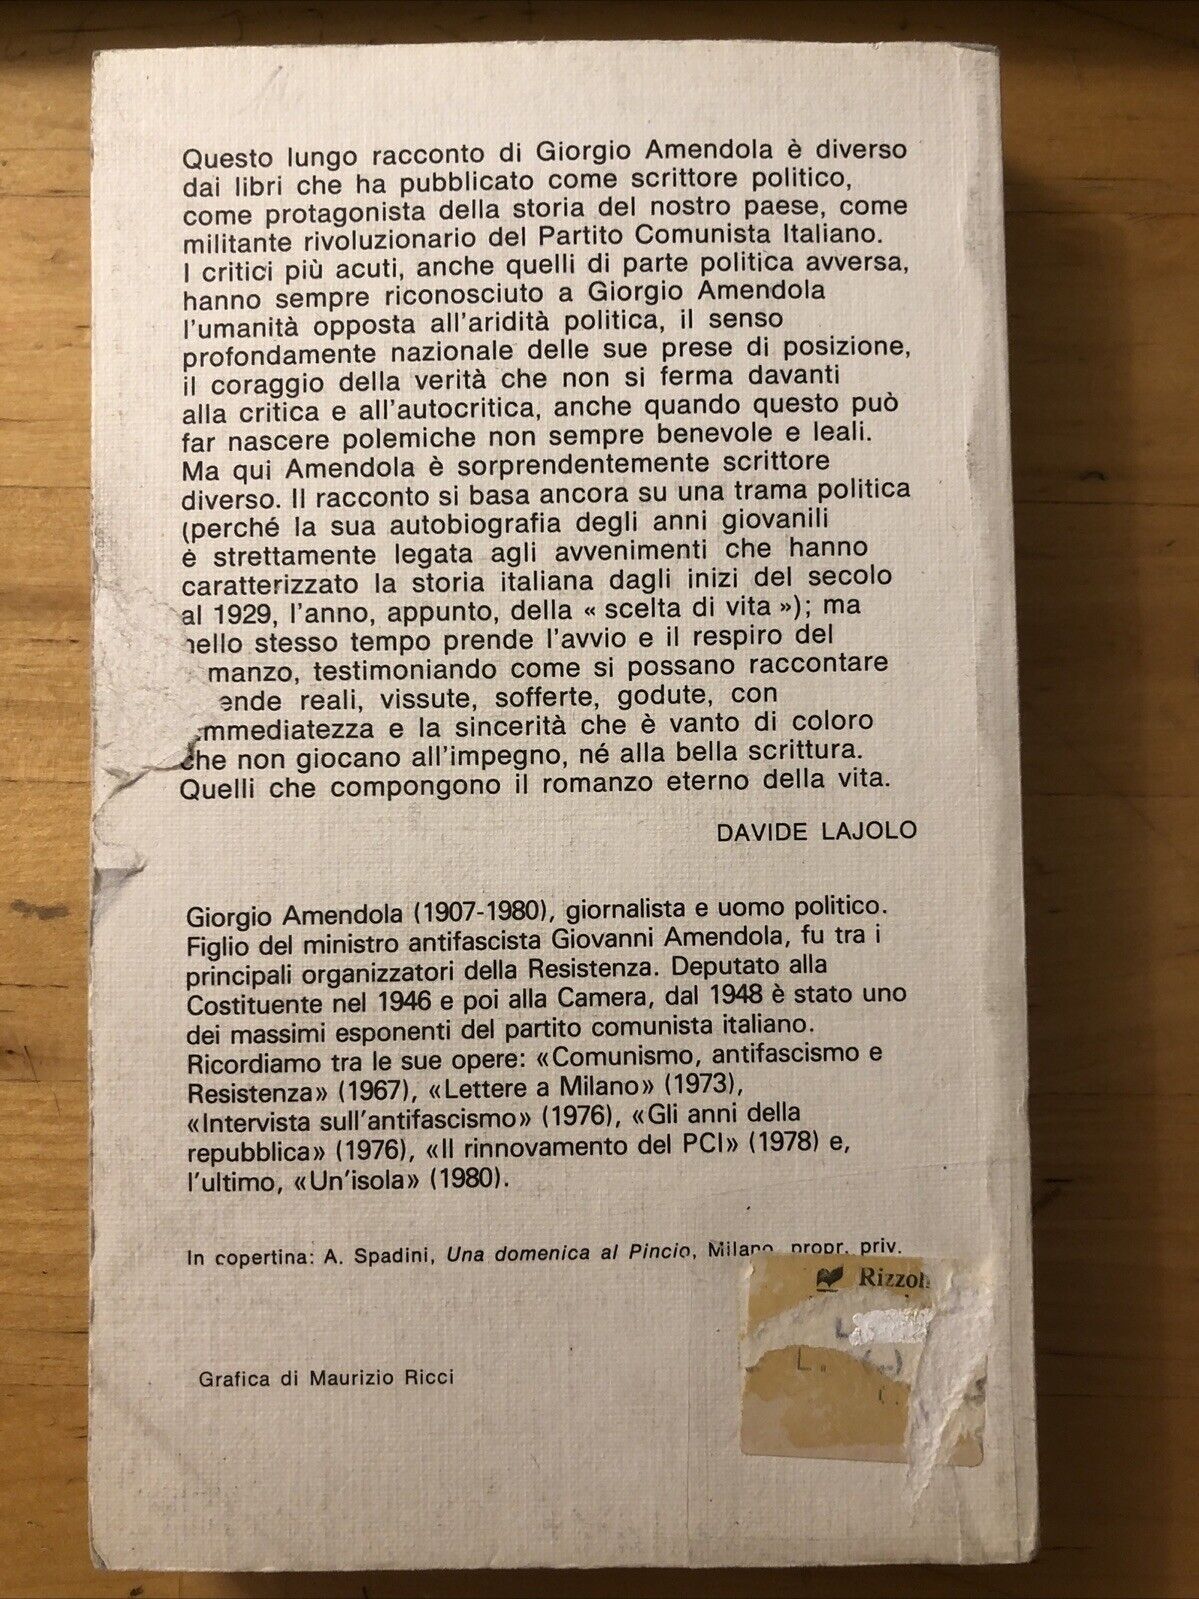 Questo lungo racconto di Giorgio Amendola è diverso
dai libri che ha pubblicato come scrittore politico,
come protagonista della storia del nostro paese, come
militante rivoluzionario del Partito Comunista Italiano.
I critici più acuti, anche quelli di parte politica avversa,
hanno sempre riconosciuto a Giorgio Amendola
l'umanità opposta all'aridità politica, il senso
profondamente nazionale delle sue prese di posizione,
il coraggio della verità che non si ferma davanti
alla critica e all'autocritica, anche quando questo può
far nascere polemiche non sempre benevole e leali.
Ma qui Amendola è sorprendentemente scrittore
diverso. Il racconto si basa ancora su una trama politica
(perché la sua autobiografia degli anni giovanili
è strettamente legata agli avvenimenti che hanno
caratterizzato la storia italiana dagli inizi del secolo
al 1929, l'anno, appunto, della « scelta di vita »); ma
nello stesso tempo prende l'avvio e il respiro del
manzo, testimoniando come si possano raccontare
ende reali, vissute, sofferte, godute, con
mmediatezza e la sincerità che è vanto di coloro
che non giocano all'impegno, né alla bella scrittura.
Quelli che compongono il romanzo eterno della vita.
DAVIDE LAJOLO
Giorgio Amendola (1907-1980), giornalista e uomo politico.
Figlio del ministro antifascista Giovanni Amendola, fu tra i
principali organizzatori della Resistenza. Deputato alla
Costituente nel 1946 e poi alla Camera, dal 1948 è stato uno
dei massimi esponenti del partito comunista italiano.
Ricordiamo tra le sue opere: «Comunismo, antifascismo e
Resistenza» (1967), «Lettere a Milano» (1973),
«Intervista sull'antifascismo» (1976), «Gli anni della
repubblica» (1976), «Il rinnovamento del PCI» (1978) e,
l'ultimo, «Un'isola» (1980).
In copertina: A. Spadini, Una domenica al Pincio, Milano, propr. priv.
Rizzoli
L.
Grafica di Maurizio Ricci